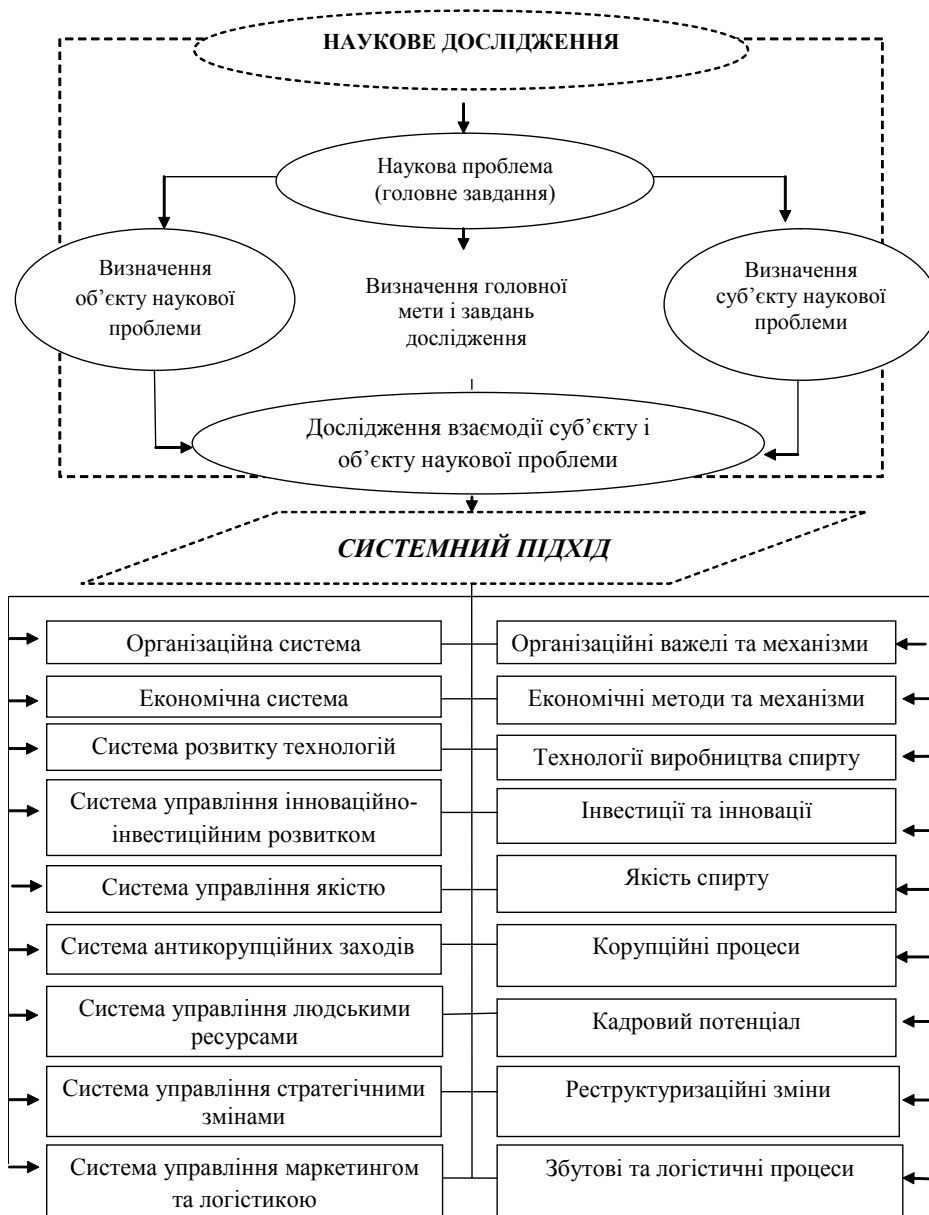 НАУКОВЕ ДОСЛІДЖЕННЯ
Наукова проблема
(головне завдання)
Визначення
об’єкту наукової
проблеми
Визначення головної
мети і завдань
дослідження
Визначення
суб’єкту наукової
проблеми
Дослідження взаємодії суб’єкту і
об’єкту наукової проблеми
СИСТЕМНИЙ ПІДХІД
Організаційна система
Організаційні важелі та механізми
Економічна система
Економічні методи та механізми
Система розвитку технологій
Технології виробництва спирту
Система управління інноваційно-
інвестиційним розвитком
Інвестиції та інновації
Система управління якістю
Якість спирту
Система антикорупційних заходів
Корупційні процеси
Система управління людськими
ресурсами
Кадровий потенціал
Система управління стратегічними
змінами
Реструктуризаційні зміни
Система управління маркетингом
та логістикою
Збутові та логістичні процеси